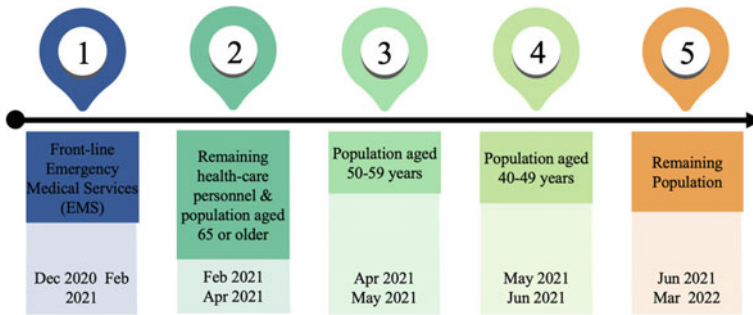 1
2
3
4
5
Front-line
Emergency
Medical Services
(EMS)
Dec 2020 Feb
2021
Remaining
health-care
personnel &
population aged
65 or older
Feb 2021
Apr 2021
Population aged
50-59 years
Apr 2021
May 2021
Population aged
40-49 years
May 2021
Jun 2021
Remaining
Population
Jun 2021
Mar 2022